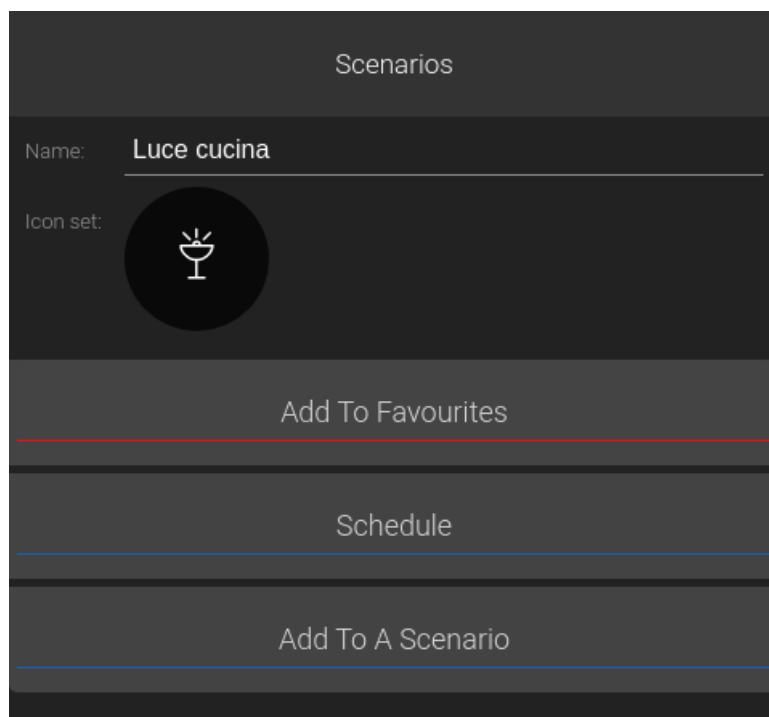 Scenarios
Name: Luce cucina
Icon set:
Add To Favourites
Schedule
Add To A Scenario